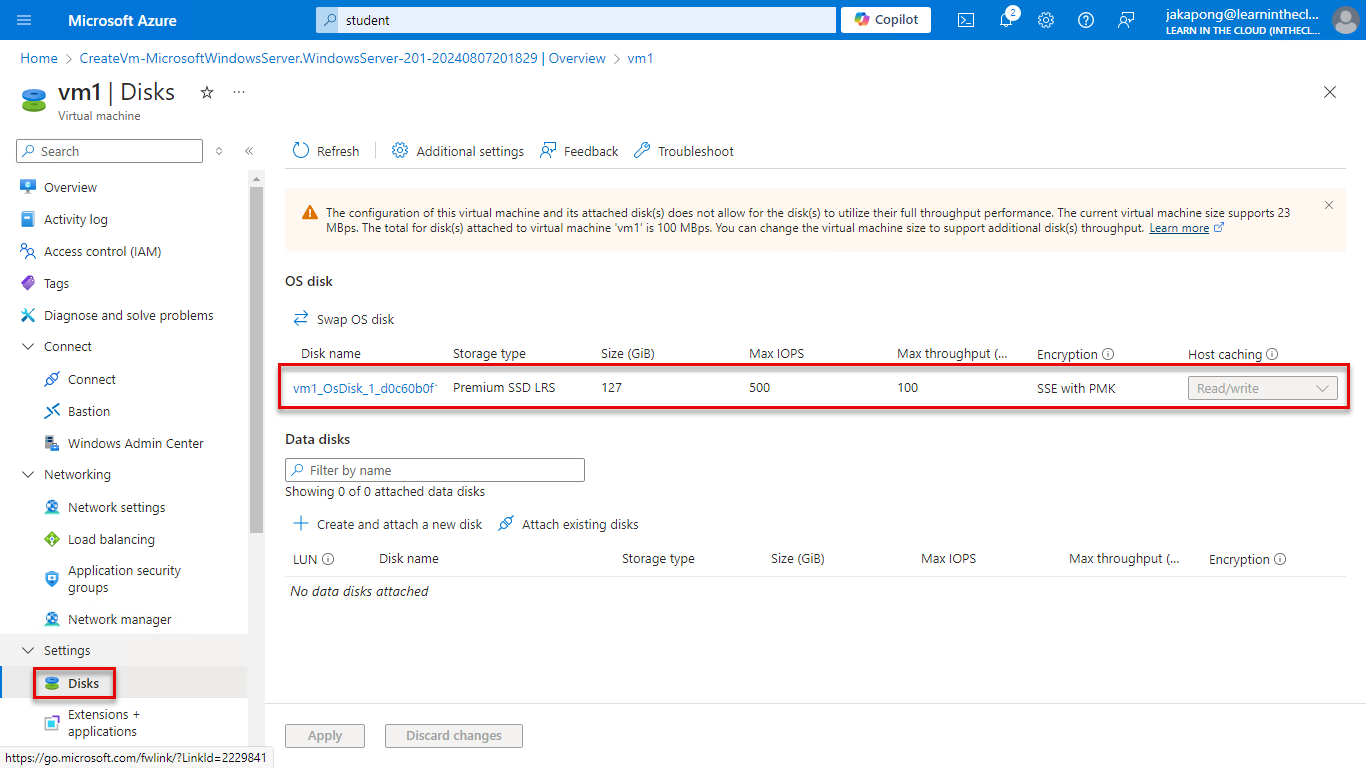 Microsoft Azure
student
Copilot
2
jakapong@learninthecl...
LEARN IN THE CLOUD (INTHECL...
Home > CreateVm-MicrosoftWindowsServer.WindowsServer-201-20240807201829 | Overview > vm1
vm1 | Disks
Virtual machine
Search
Overview
Activity log
Access control (IAM)
Tags
Diagnose and solve problems
Connect
Connect
Bastion
Windows Admin Center
Networking
Network settings
Load balancing
Application security
groups
Network manager
Settings
Disks
Extensions +
applications
Refresh
Additional settings
Feedback
Troubleshoot
The configuration of this virtual machine and its attached disk(s) does not allow for the disk(s) to utilize their full throughput performance. The current virtual machine size supports 23
MBps. The total for disk(s) attached to virtual machine 'vm1' is 100 MBps. You can change the virtual machine size to support additional disk(s) throughput. Learn more
OS disk
Swap OS disk
Disk name Storage type Size (GiB) Max IOPS Max throughput (... Encryption Host caching
vm1_OsDisk_1_d0c60b0f Premium SSD LRS 127 500 100 SSE with PMK Read/write
Data disks
Filter by name
Showing 0 of 0 attached data disks
Create and attach a new disk Attach existing disks
LUN Disk name Storage type Size (GiB) Max IOPS Max throughput (... Encryption
No data disks attached
Apply
Discard changes
https://go.microsoft.com/fwlink/?LinkId=2229841